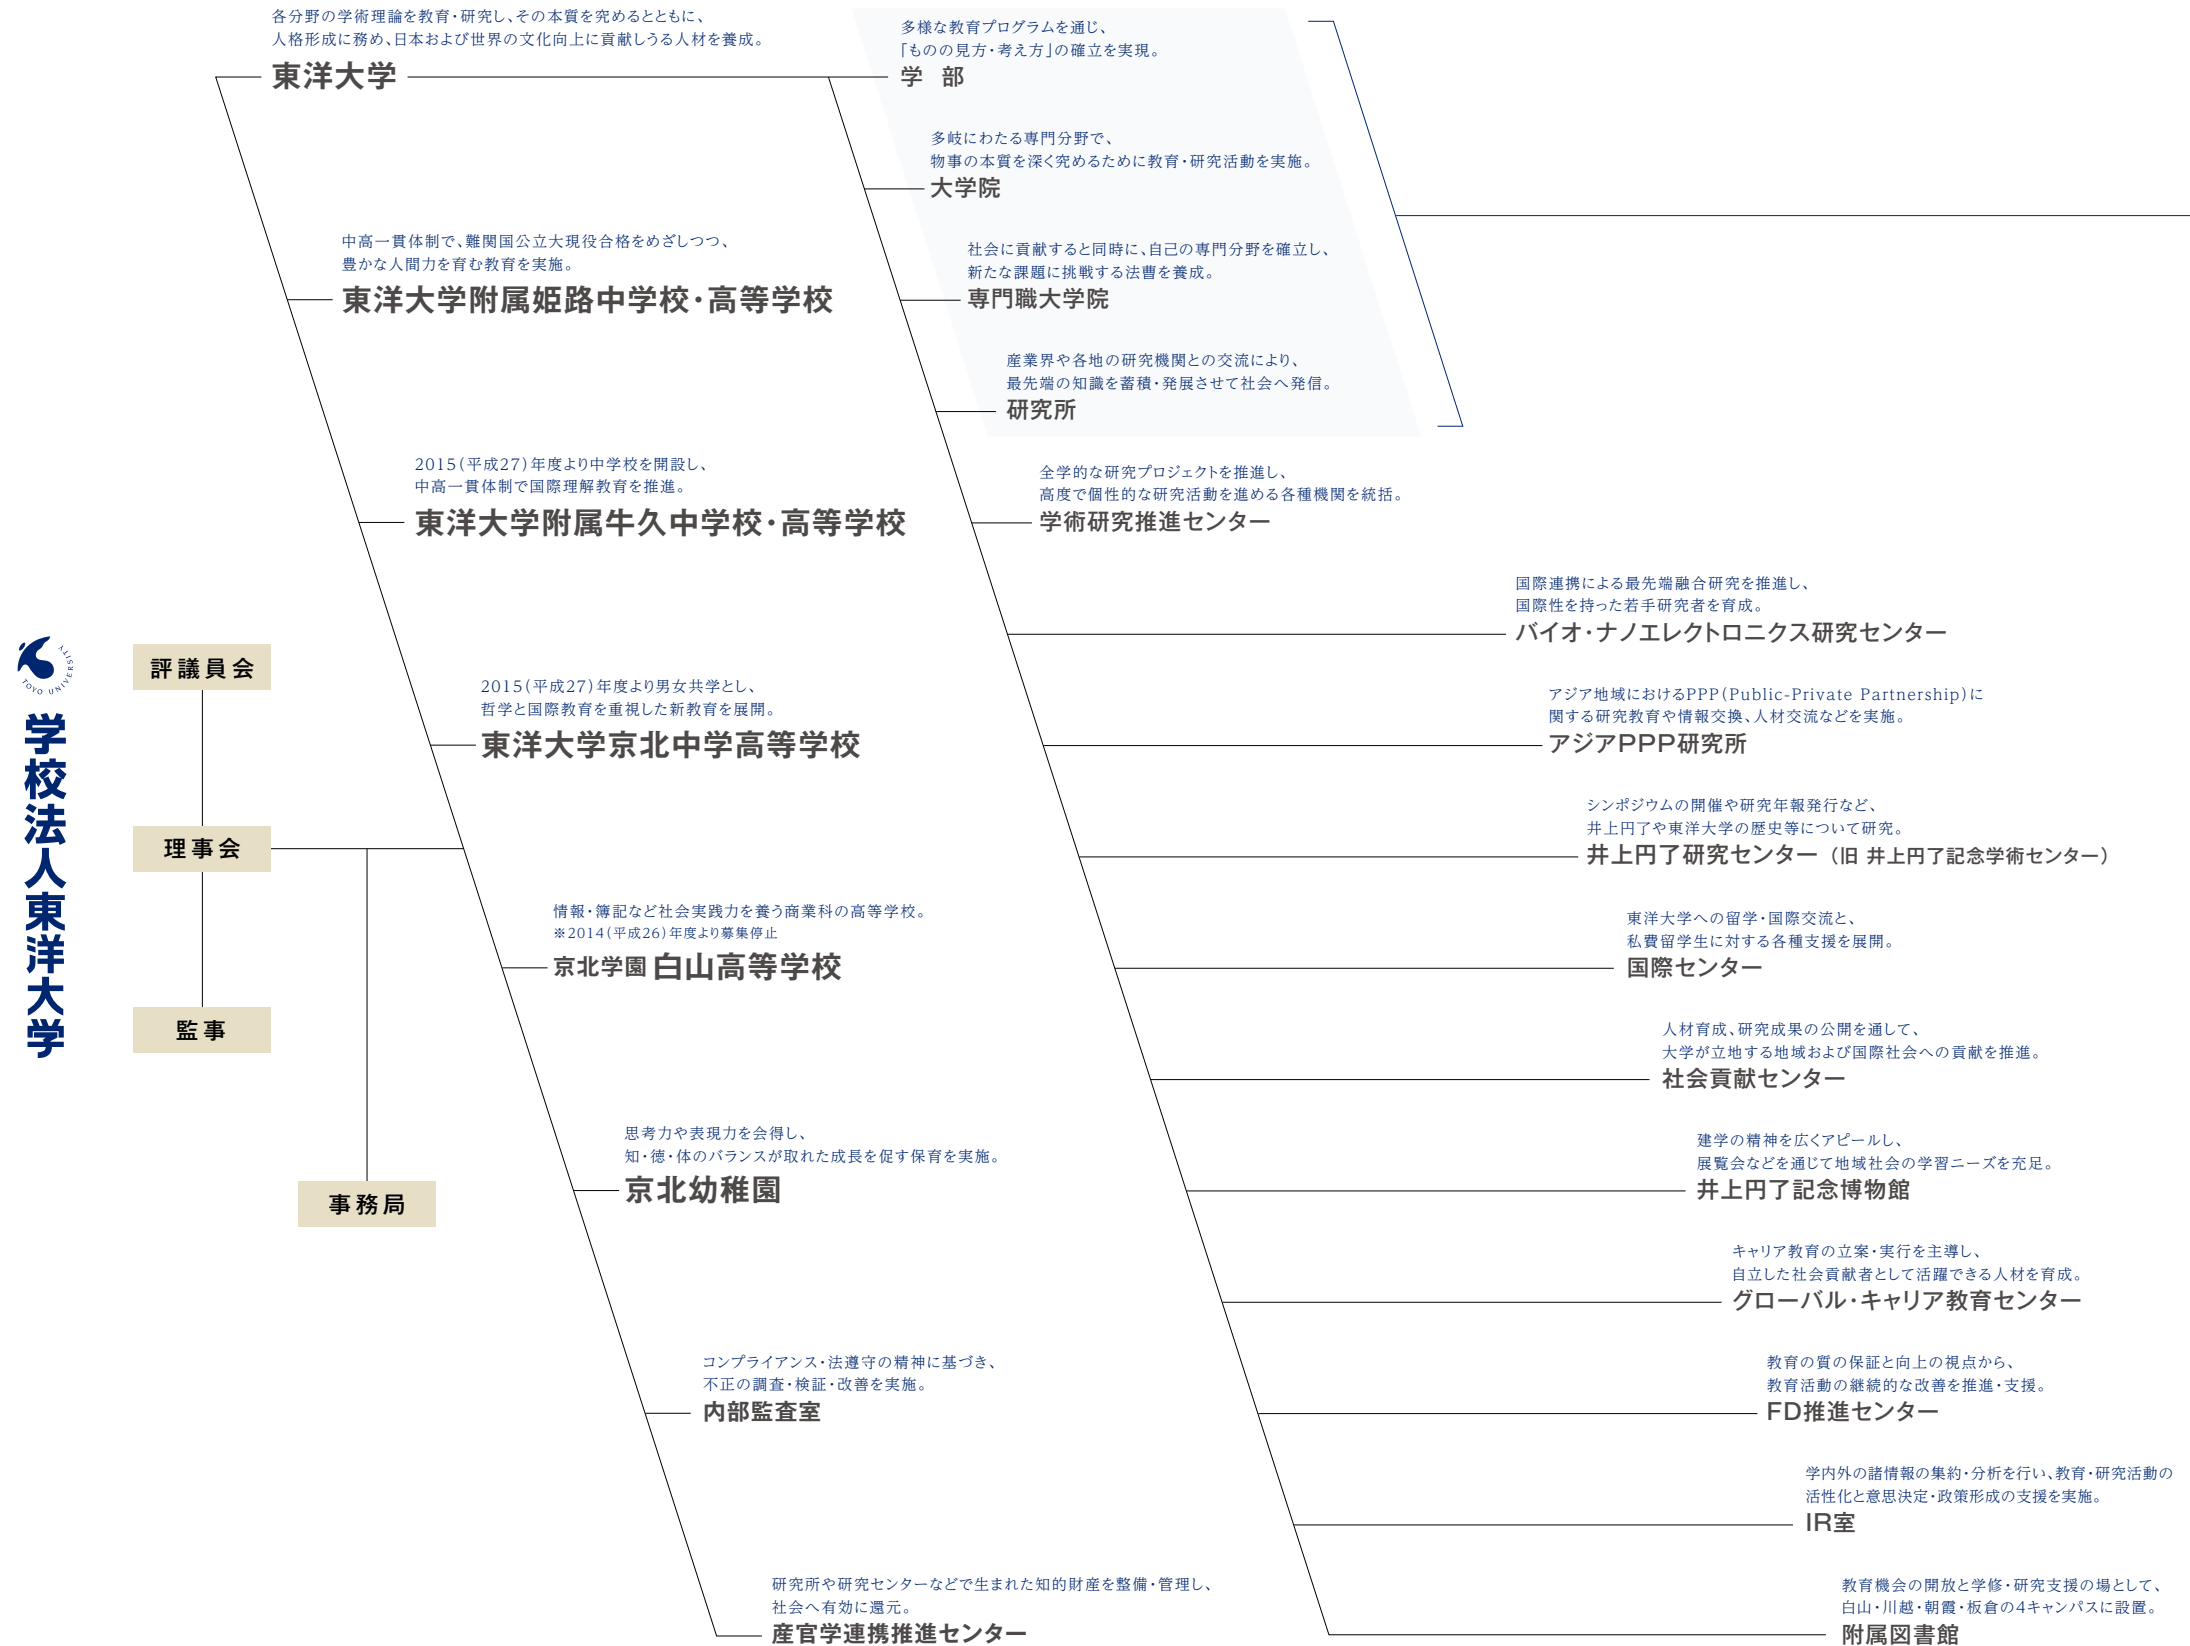 TOYO UNIVERSITY
学校法人東洋大学
評議員会
理事会
監事
事務局
各分野の学術理論を教育・研究し、その本質を究めるとともに、
人格形成に務め、日本および世界の文化向上に貢献しうる人材を養成。
東洋大学
中高一貫体制で、難関国公立大現役合格をめざしつつ、
豊かな人間力を育む教育を実施。
東洋大学附属姫路中学校・高等学校
2015(平成27)年度より中学校を開設し、
中高一貫体制で国際理解教育を推進。
東洋大学附属牛久中学校・高等学校
2015(平成27)年度より男女共学とし、
哲学と国際教育を重視した新教育を展開。
東洋大学京北中学高等学校
情報・簿記など社会実践力を養う商業科の高等学校。
※2014(平成26)年度より募集停止
京北学園 白山高等学校
思考力や表現力を会得し、
知・徳・体のバランスが取れた成長を促す保育を実施。
京北幼稚園
コンプライアンス・法遵守の精神に基づき、
不正の調査・検証・改善を実施。
内部監査室
研究所や研究センターなどで生まれた知的財産を整備・管理し、
社会へ有効に還元。
産官学連携推進センター
多様な教育プログラムを通じ、
「ものの見方・考え方」の確立を実現。
学 部
多岐にわたる専門分野で、
物事の本質を深く究めるために教育・研究活動を実施。
大学院
社会に貢献すると同時に、自己の専門分野を確立し、
新たな課題に挑戦する法曹を養成。
専門職大学院
産業界や各地の研究機関との交流により、
最先端の知識を蓄積・発展させて社会へ発信。
研究所
全学的な研究プロジェクトを推進し、
高度で個性的な研究活動を進める各種機関を統括。
学術研究推進センター
国際連携による最先端融合研究を推進し、
国際性を持った若手研究者を育成。
バイオ・ナノエレクトロニクス研究センター
アジア地域におけるPPP(Public-Private Partnership)に
関する研究教育や情報交換、人材交流などを実施。
アジアPPP研究所
シンポジウムの開催や研究年報発行など、
井上円了や東洋大学の歴史等について研究。
井上円了研究センター (旧 井上円了記念学術センター)
東洋大学への留学・国際交流と、
私費留学生に対する各種支援を展開。
国際センター
人材育成、研究成果の公開を通して、
大学が立地する地域および国際社会への貢献を推進。
社会貢献センター
建学の精神を広くアピールし、
展覧会などを通じて地域社会の学習ニーズを充足。
井上円了記念博物館
キャリア教育の立案・実行を主導し、
自立した社会貢献者として活躍できる人材を育成。
グローバル・キャリア教育センター
教育の質の保証と向上の視点から、
教育活動の継続的な改善を推進・支援。
FD推進センター
学内外の諸情報の集約・分析を行い、教育・研究活動の
活性化と意思決定・政策形成の支援を実施。
IR室
教育機会の開放と学修・研究支援の場として、
白山・川越・朝霞・板倉の4キャンパスに設置。
附属図書館